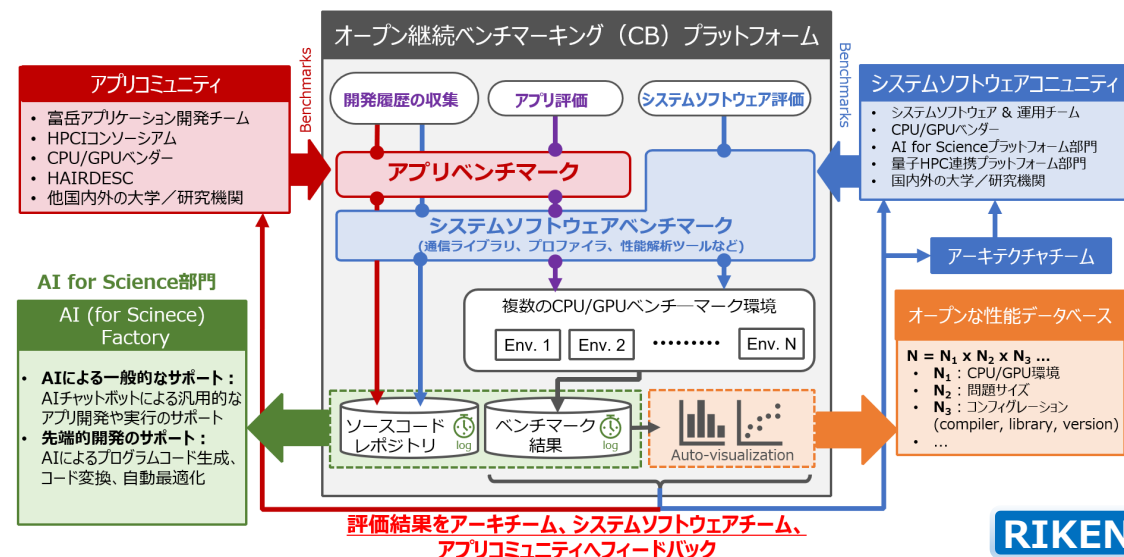 オープン継続ベンチマーキング（CB）プラットフォーム
アプリコミュニティ
• 富岳アプリケーション開発チーム
• HPCIコンソーシアム
• CPU/GPUベンダー
• HAIRDESC
• 他国内外の大学／研究機関
Benchmarks
開発履歴の収集
アプリ評価
システムソフトウェア評価
Benchmarks
システムソフトウェアコニュニティ
• システムソフトウェア & 運用チーム
• CPU/GPUベンダー
• AI for Scienceプラットフォーム部門
• 量子HPC連携プラットフォーム部門
• 国内外の大学／研究機関
アプリベンチマーク
システムソフトウェアベンチマーク
(通信ライブラリ、プロファイラ、性能解析ツールなど)
アーキテクチャチーム
AI for Science部門
AI (for Scinece)
Factory
• AIによる一般的なサポート：
AIチャットボットによる汎用的な
アプリ開発や実行のサポート
• 先端的開発のサポート：
AIによるプログラムコード生成、
コード変換、自動最適化
複数のCPU/GPUベンチ―マーク環境
Env. 1
Env. 2
………
Env. N
ソースコード
レポジトリ
log
ベンチマーク
結果
log
Auto-visualization
オープンな性能データベース
N = N1 x N2 x N3 ...
• N1：CPU/GPU環境
• N2：問題サイズ
• N3：コンフィグレーション
(compiler, library, version)
• ...
評価結果をアーキチーム、システムソフトウェアチーム、
アプリコミュニティへフィードバック
RIKEN